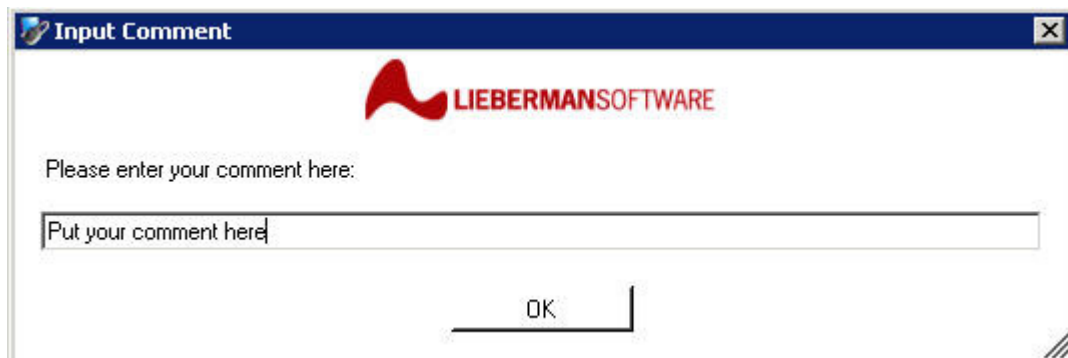 Input Comment
LIEBERMANSOFTWARE
Please enter your comment here:
Put your comment here
OK